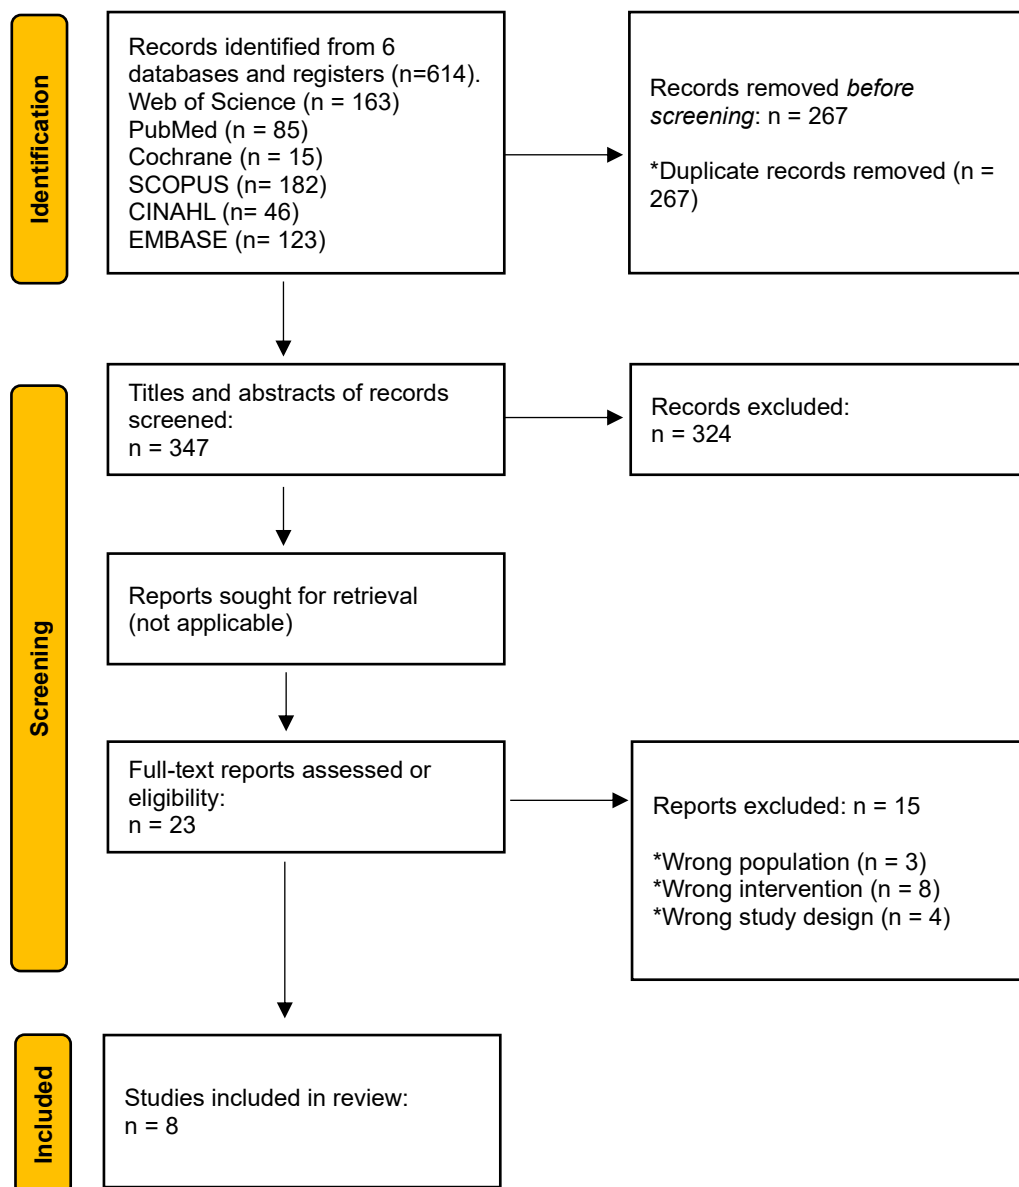 Identification
Records identified from 6
databases and registers (n=614).
Web of Science (n = 163)
PubMed (n = 85)
Cochrane (n = 15)
SCOPUS (n= 182)
CINAHL (n= 46)
EMBASE (n= 123)
Records removed before
screening: n = 267
*Duplicate records removed (n =
267)
Screening
Titles and abstracts of records
screened:
n = 347
Records excluded:
n = 324
Reports sought for retrieval
(not applicable)
Full-text reports assessed or
eligibility:
n = 23
Reports excluded: n = 15
*Wrong population (n = 3)
*Wrong intervention (n = 8)
*Wrong study design (n = 4)
Included
Studies included in review:
n = 8